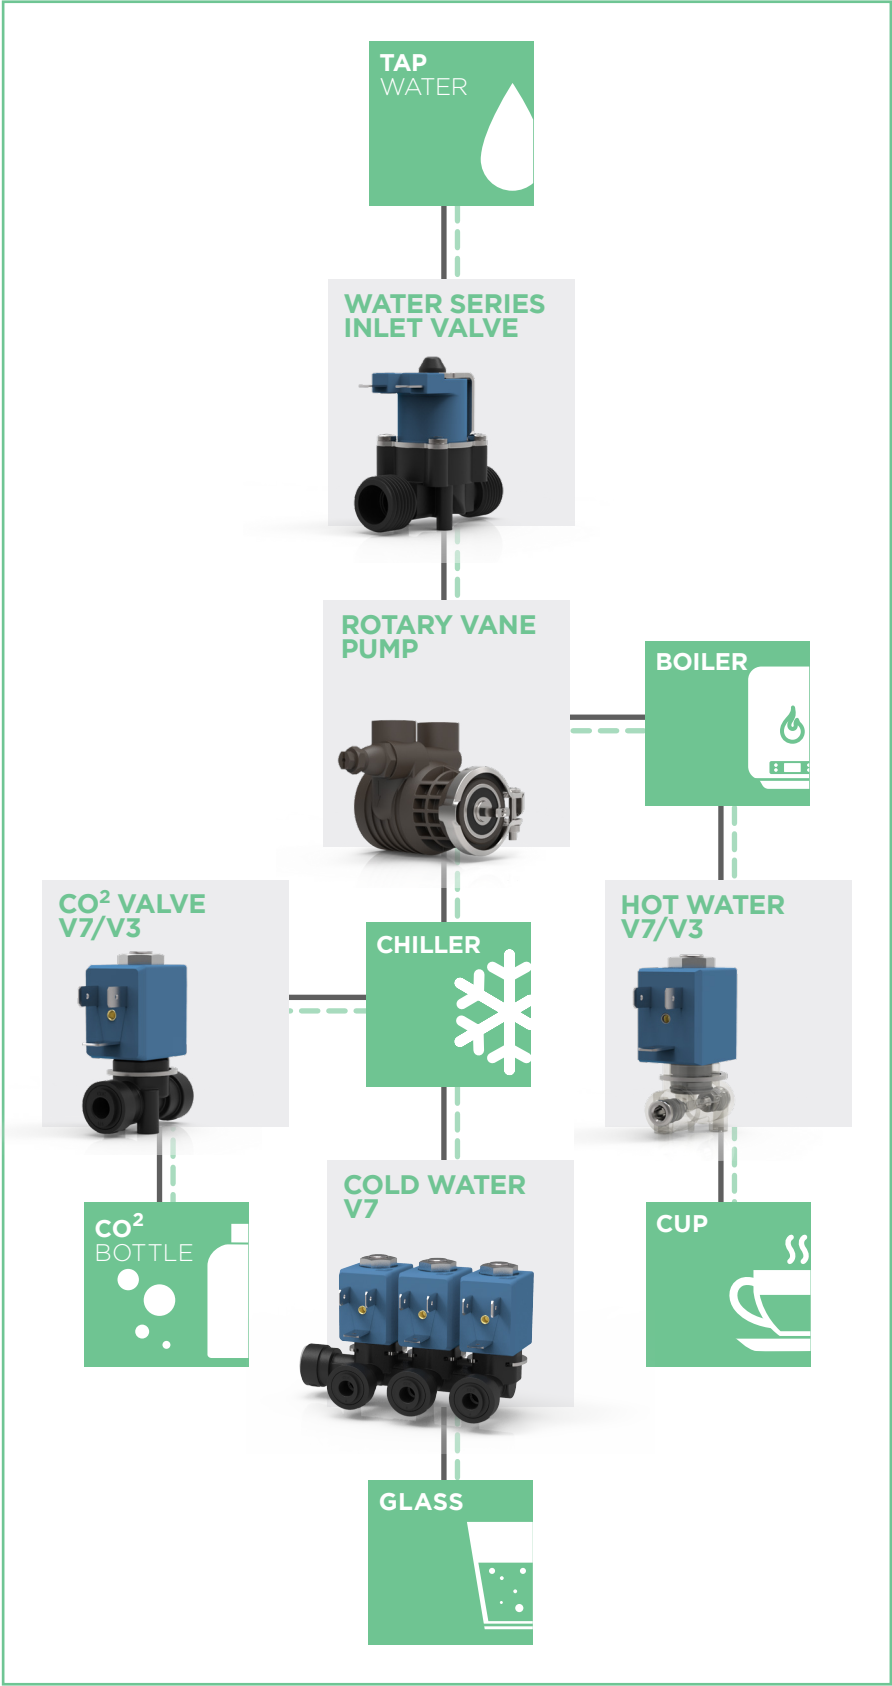 TAP
WATER
WATER SERIES
INLET VALVE
ROTARY VANE
PUMP
BOILER
CO² VALVE
V7/V3
CHILLER
HOT WATER
V7/V3
COLD WATER
V7
CO²
BOTTLE
CUP
GLASS